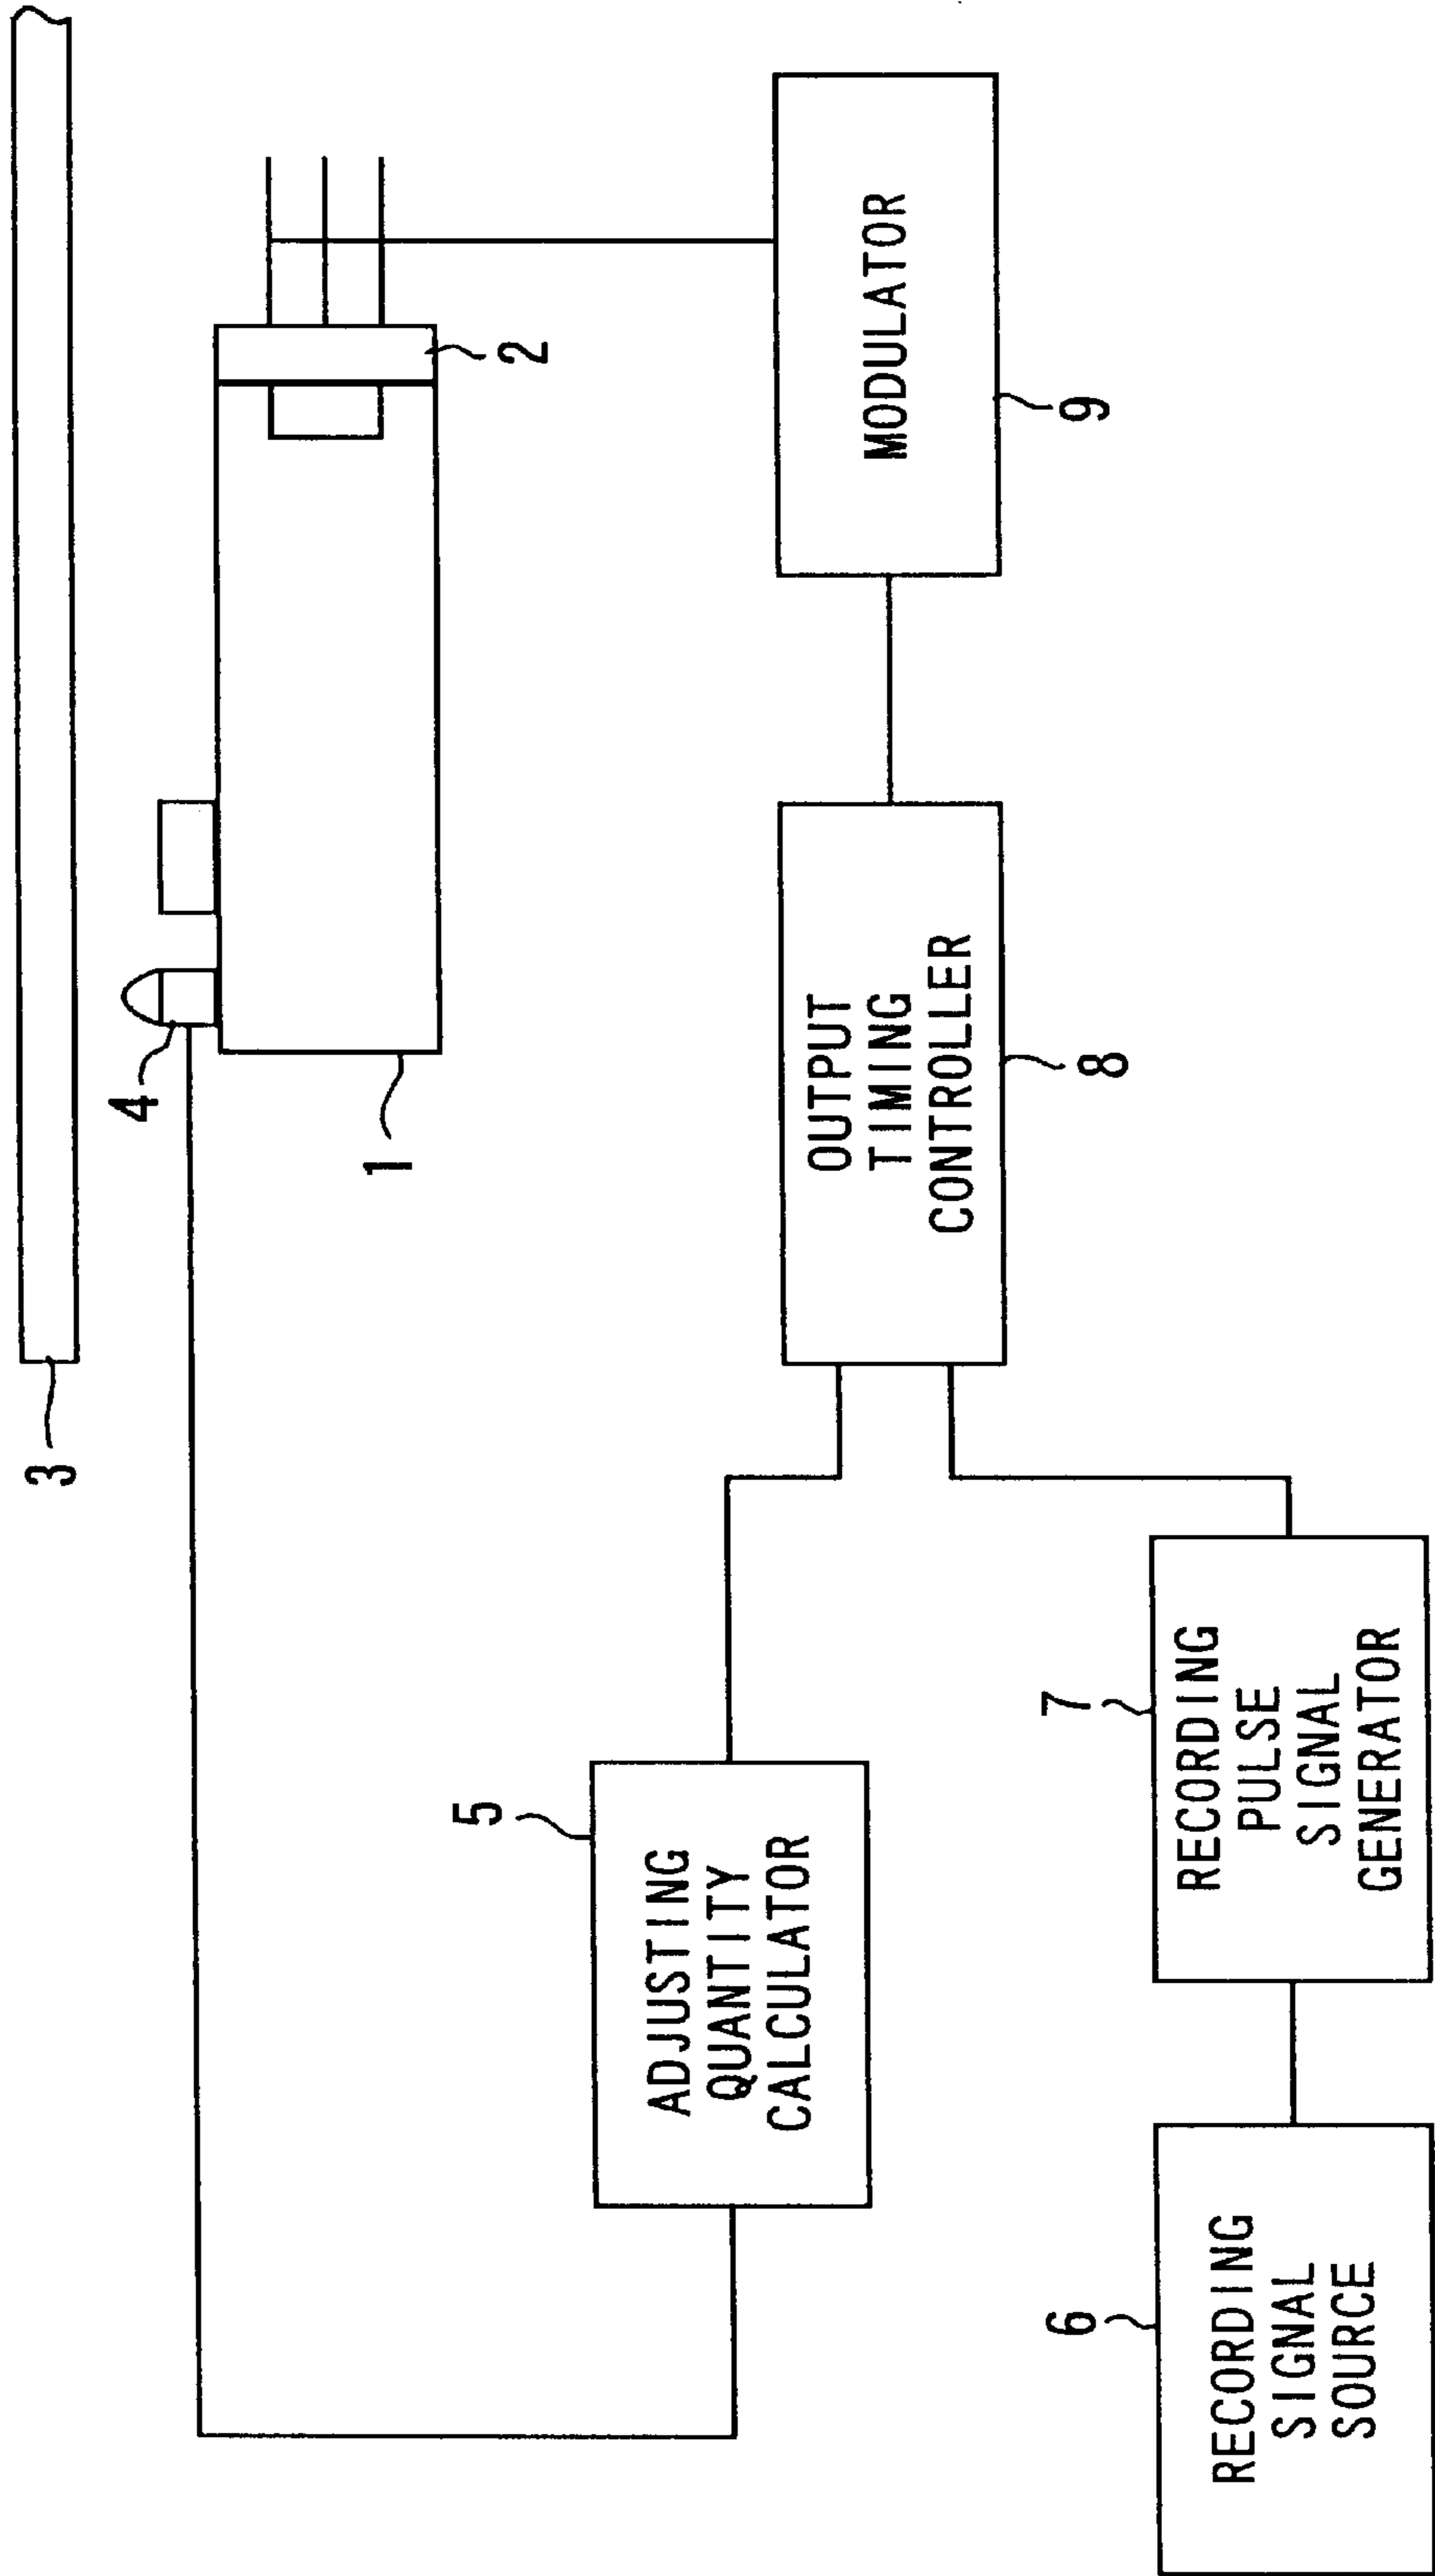 3
4
1
2
5
ADJUSTING
QUANTITY
CALCULATOR
OUTPUT
TIMING
CONTROLLER
8
MODULATOR
9
6
RECORDING
SIGNAL
SOURCE
7
RECORDING
PULSE
SIGNAL
GENERATOR